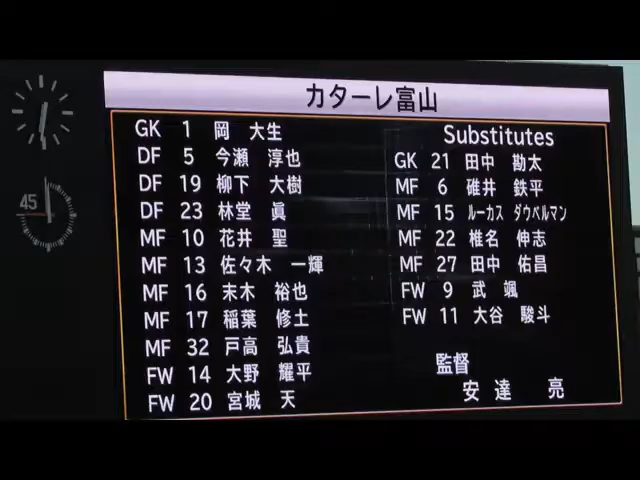 カターレ富山
GK 1 岡 大生
DF 5 今瀬 淳也
DF 19 柳下 大樹
DF 23 林堂 眞
MF 10 花井 聖
MF 13 佐々木 一輝
MF 16 末木 裕也
MF 17 稲葉 修土
MF 32 戸高 弘貴
FW 14 大野 耀平
FW 20 宮城 天
Substitutes
GK 21 田中 勘太
MF 6 碓井 鉄平
MF 15 ルーカス ダウベルマン
MF 22 椎名 伸志
MF 27 田中 佑昌
FW 9 武 颯
FW 11 大谷 駿斗
監督
安達 亮
45